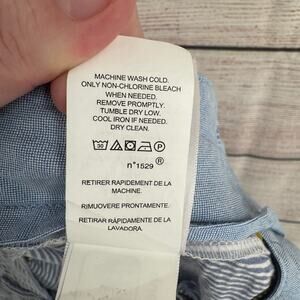 MACHINE WASH COLD.
ONLY NON-CHLORINE BLEACH
WHEN NEEDED.
REMOVE PROMPTLY.
TUMBLE DRY LOW.
COOL IRON IF NEEDED.
DRY CLEAN.
n°1529 ®
RETIRER RAPIDEMENT DE LA
MACHINE.
RIMUOVERE PRONTAMENTE.
RETIRAR RÁPIDAMENTE DE LA
LAVADORA.